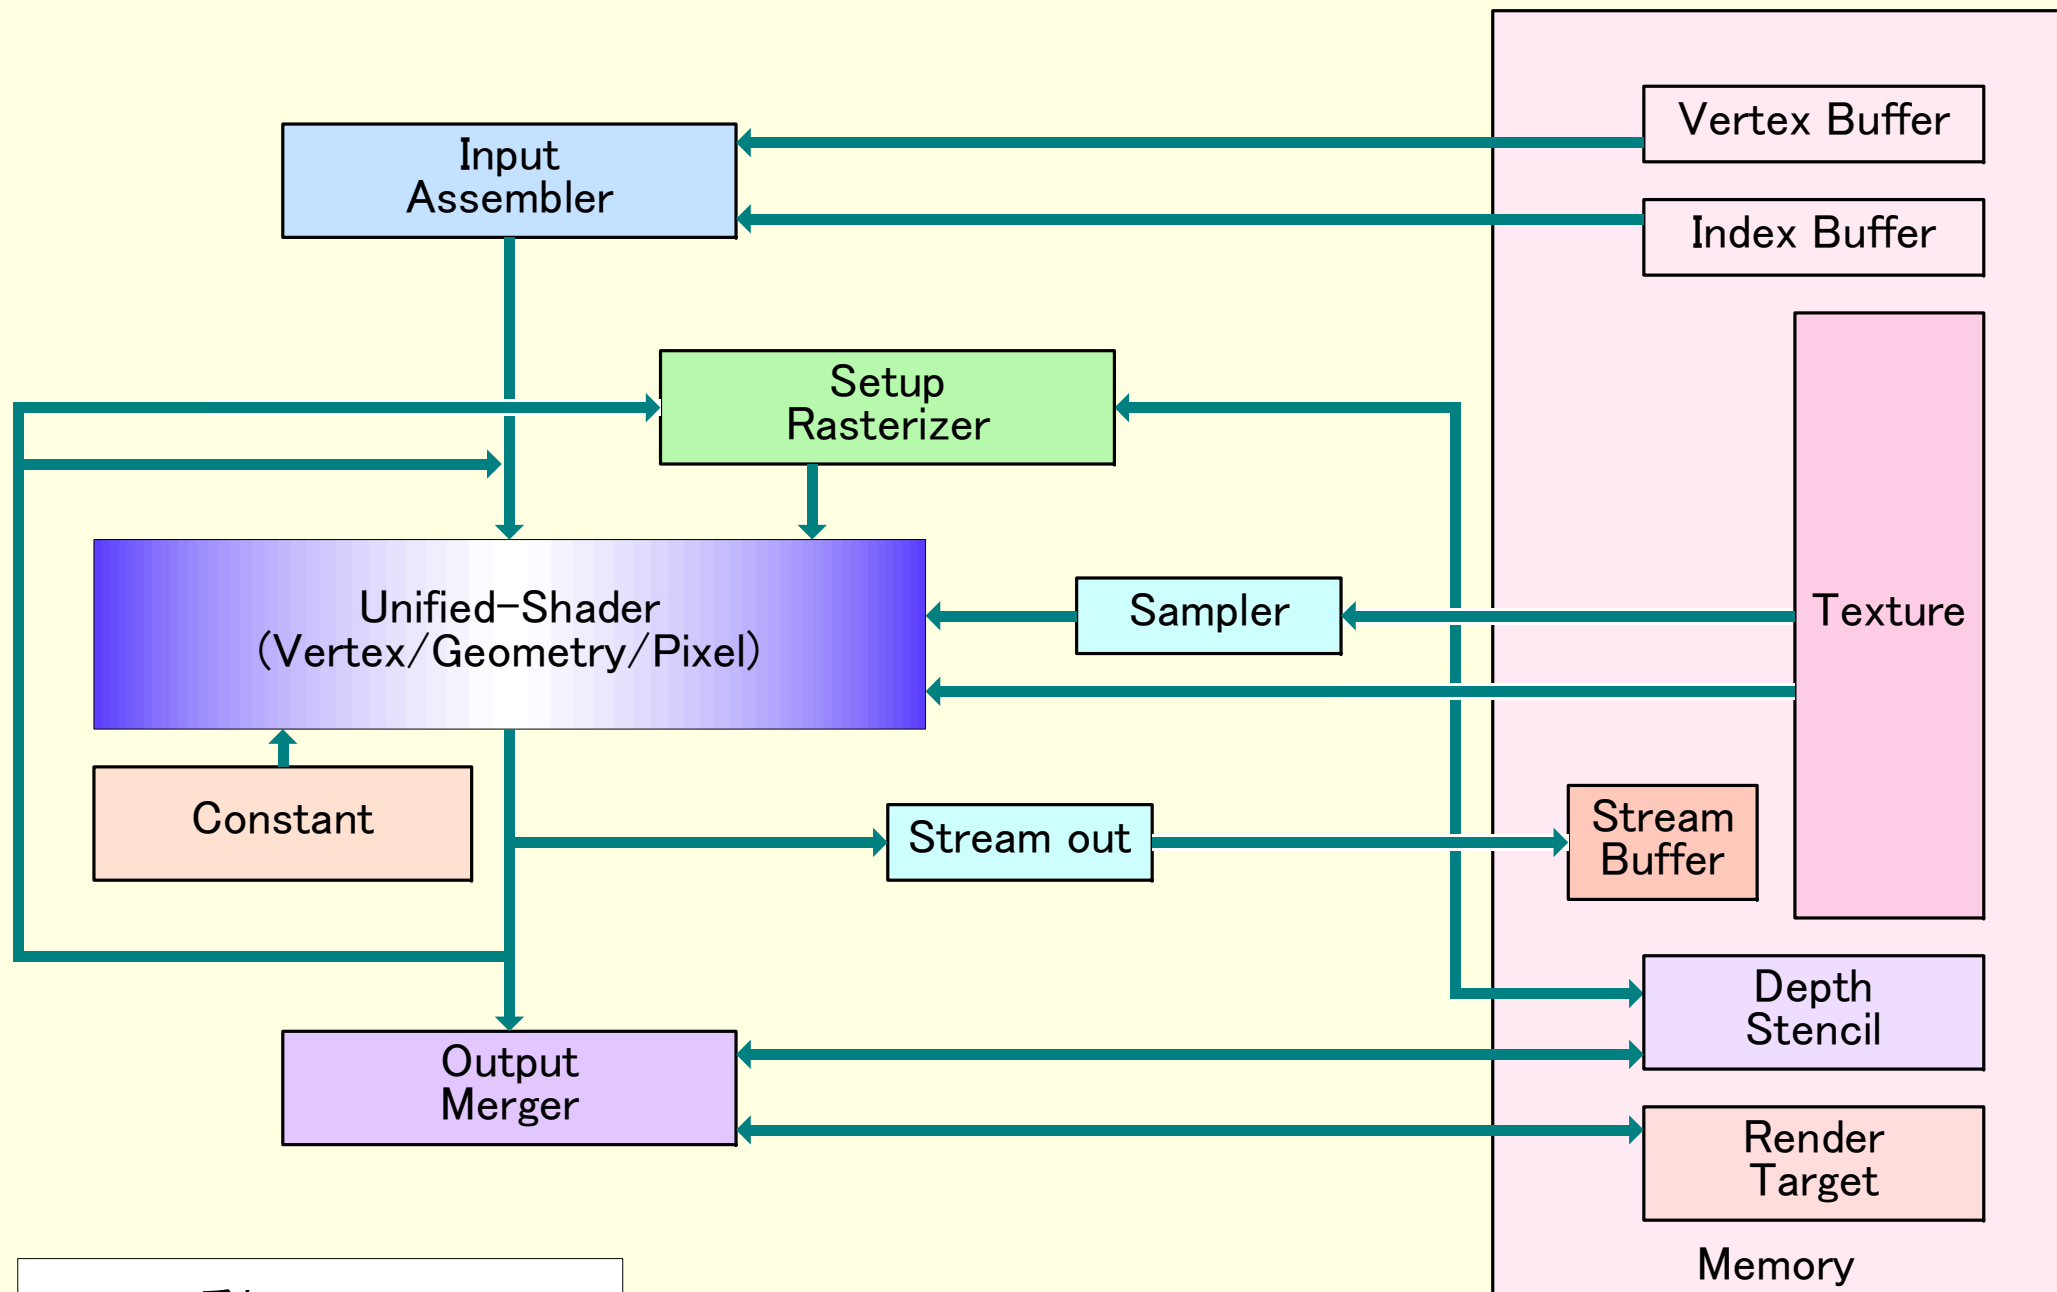 Vertex Buffer
Input
Assembler
Index Buffer
Setup
Rasterizer
Unified-Shader
(Vertex/Geometry/Pixel)
Sampler
Texture
Constant
Stream out
Stream
Buffer
Depth
Stencil
Output
Merger
Render
Target
Memory